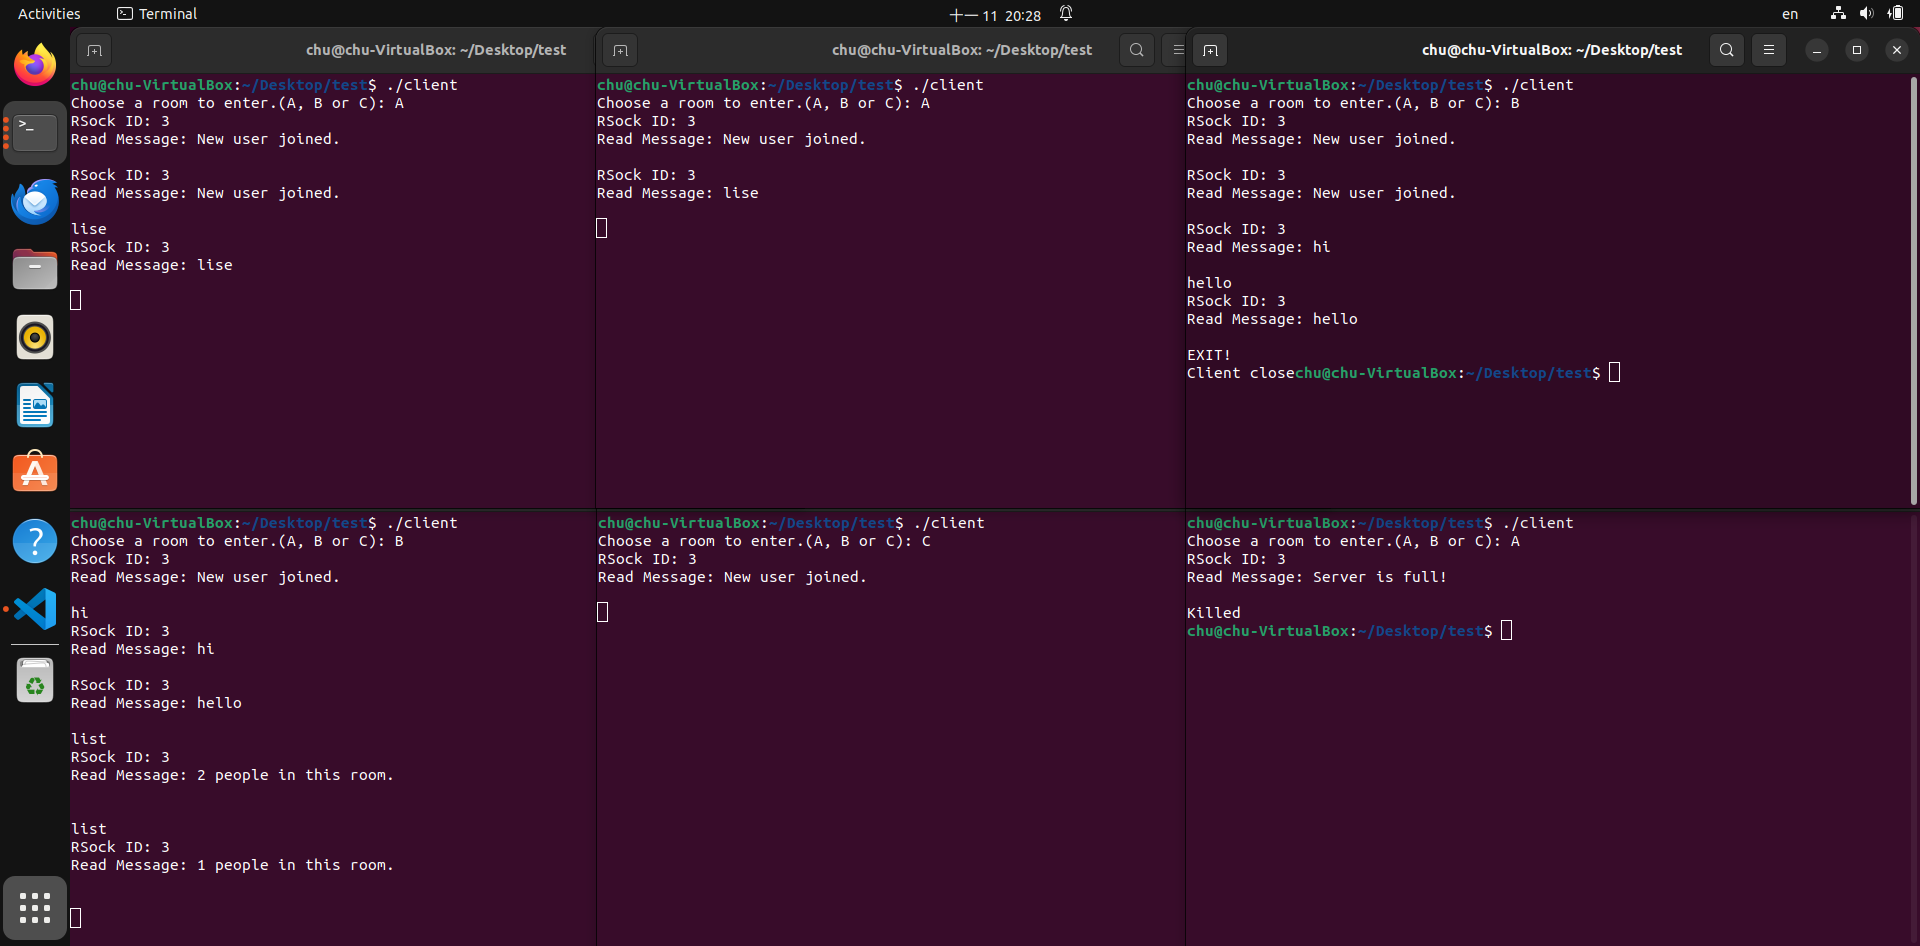 Activities
Terminal
十一 11 20:28
en
chu@chu-VirtualBox: ~/Desktop/test
chu@chu-VirtualBox:~/Desktop/test$ ./client
Choose a room to enter.(A, B or C): A
RSock ID: 3
Read Message: New user joined.
RSock ID: 3
Read Message: New user joined.
lise
RSock ID: 3
Read Message: lise
chu@chu-VirtualBox: ~/Desktop/test
chu@chu-VirtualBox:~/Desktop/test$ ./client
Choose a room to enter.(A, B or C): A
RSock ID: 3
Read Message: New user joined.
RSock ID: 3
Read Message: lise
chu@chu-VirtualBox: ~/Desktop/test
chu@chu-VirtualBox:~/Desktop/test$ ./client
Choose a room to enter.(A, B or C): B
RSock ID: 3
Read Message: New user joined.
RSock ID: 3
Read Message: New user joined.
RSock ID: 3
Read Message: hi
hello
RSock ID: 3
Read Message: hello
EXIT!
Client closechu@chu-VirtualBox:~/Desktop/test$
chu@chu-VirtualBox:~/Desktop/test$ ./client
Choose a room to enter.(A, B or C): B
RSock ID: 3
Read Message: New user joined.
hi
RSock ID: 3
Read Message: hi
RSock ID: 3
Read Message: hello
list
RSock ID: 3
Read Message: 2 people in this room.
list
RSock ID: 3
Read Message: 1 people in this room.
chu@chu-VirtualBox:~/Desktop/test$ ./client
Choose a room to enter.(A, B or C): C
RSock ID: 3
Read Message: New user joined.
chu@chu-VirtualBox:~/Desktop/test$ ./client
Choose a room to enter.(A, B or C): A
RSock ID: 3
Read Message: Server is full!
Killed
chu@chu-VirtualBox:~/Desktop/test$